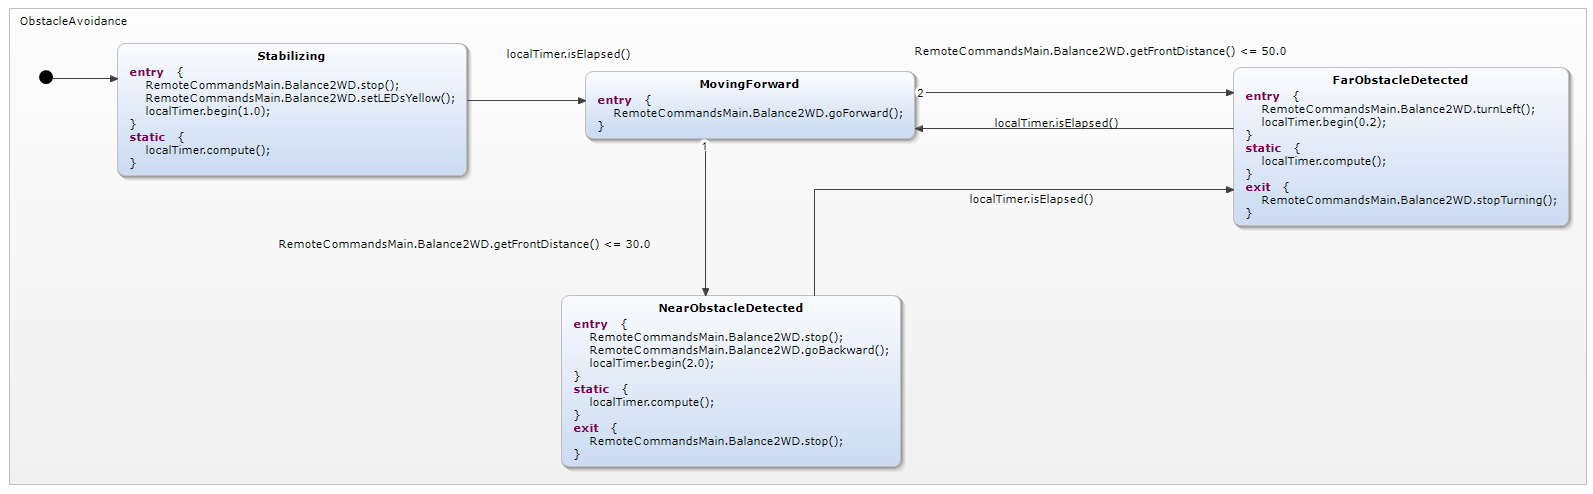 ObstacleAvoidance
Stabilizing
entry {
RemoteCommandsMain.Balance2WD.stop();
RemoteCommandsMain.Balance2WD.setLEDsYellow();
localTimer.begin(1.0);
}
static {
localTimer.compute();
}
localTimer.isElapsed()
MovingForward
entry {
RemoteCommandsMain.Balance2WD.goForward();
}
RemoteCommandsMain.Balance2WD.getFrontDistance() <= 50.0
2
localTimer.isElapsed()
FarObstacleDetected
entry {
RemoteCommandsMain.Balance2WD.turnLeft();
localTimer.begin(0.2);
}
static {
localTimer.compute();
}
exit {
RemoteCommandsMain.Balance2WD.stopTurning();
}
1
localTimer.isElapsed()
RemoteCommandsMain.Balance2WD.getFrontDistance() <= 30.0
NearObstacleDetected
entry {
RemoteCommandsMain.Balance2WD.stop();
RemoteCommandsMain.Balance2WD.goBackward();
localTimer.begin(2.0);
}
static {
localTimer.compute();
}
exit {
RemoteCommandsMain.Balance2WD.stop();
}